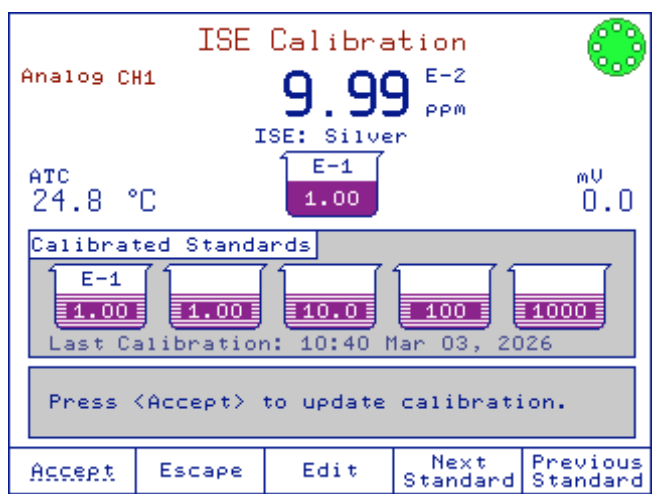 ISE Calibration
Analog CH1
9.99 E-2
ppm
ISE: Silver
E-1
1.00
ATC
24.8 °C
mV
0.0
Calibrated Standards
E-1
1.00 1.00 10.0 100 1000
Last Calibration: 10:40 Mar 03, 2026
Press <Accept> to update calibration.
Accept Escape Edit Next Standard Previous Standard